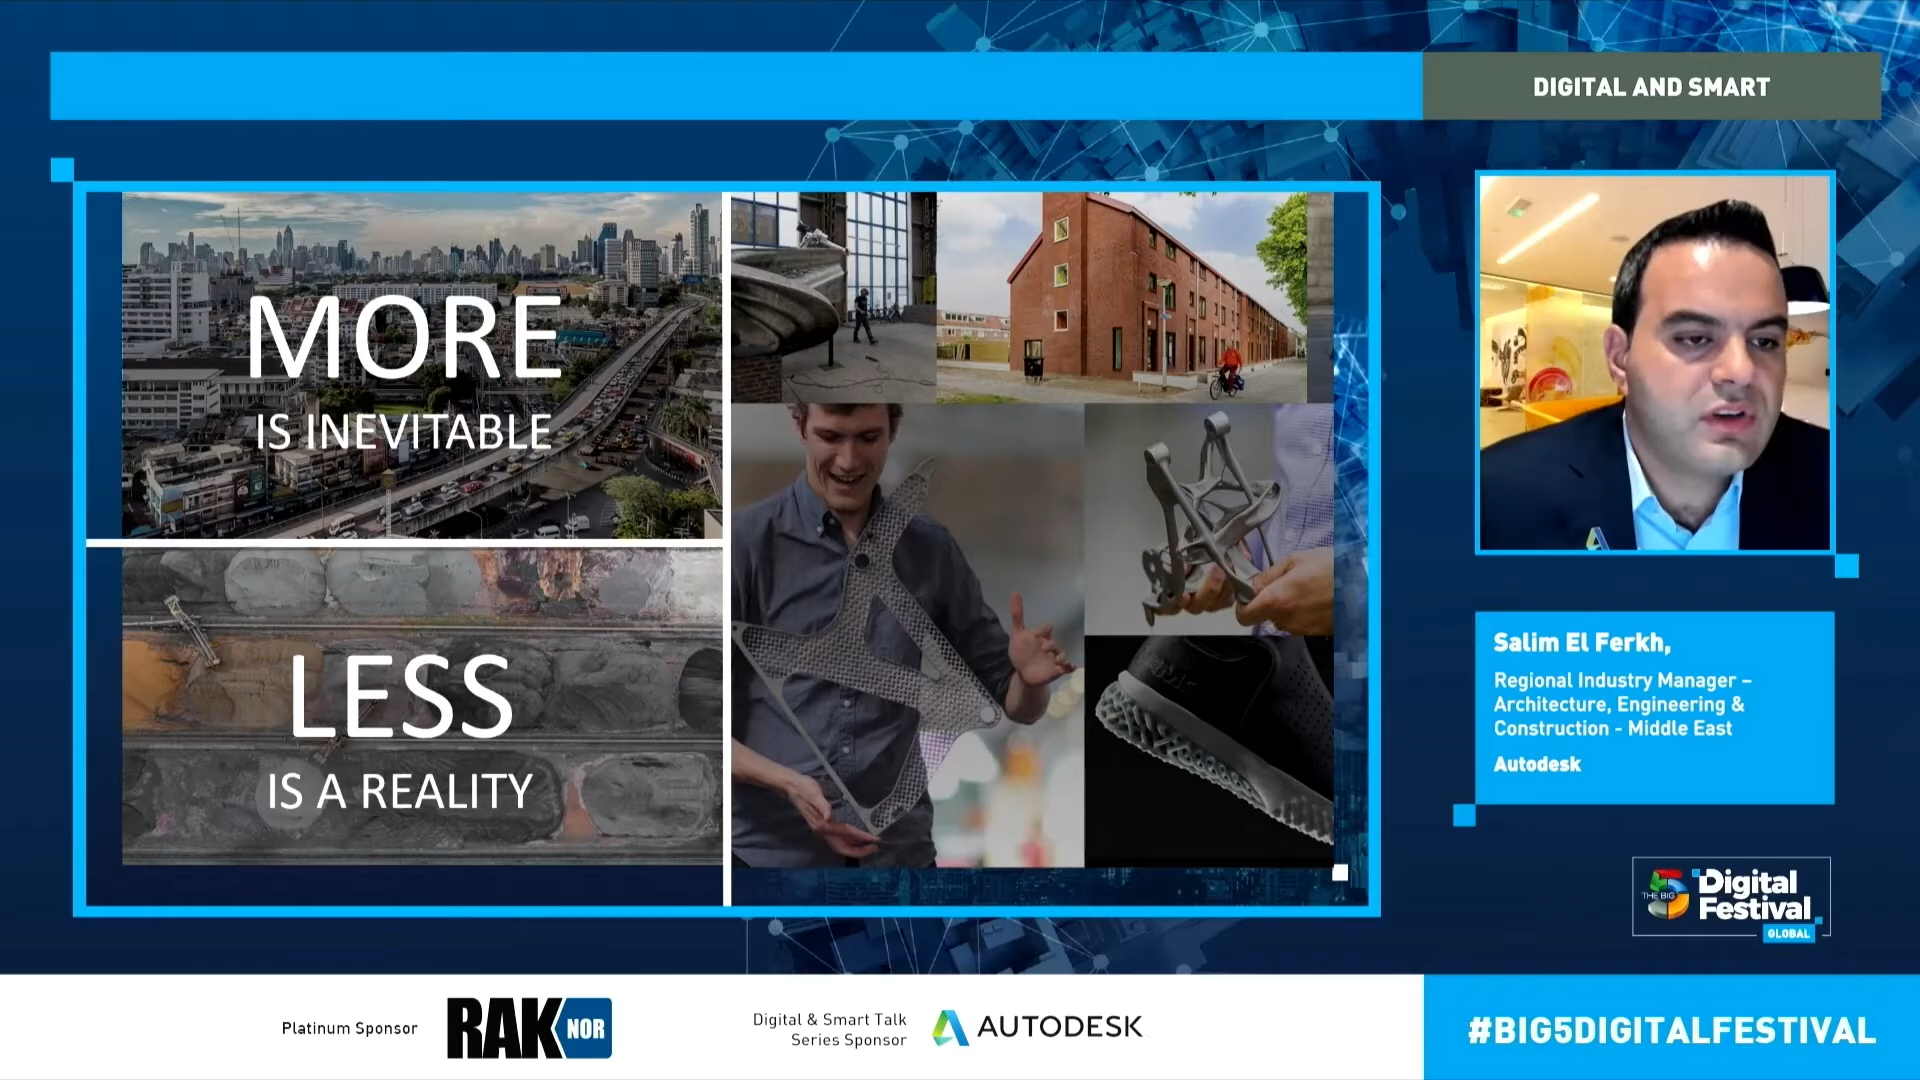 DIGITAL AND SMART
MORE
IS INEVITABLE
LESS
IS A REALITY
Salim El Ferkh,
Regional Industry Manager –
Architecture, Engineering &
Construction - Middle East
Autodesk
THE BIG 5
Digital
Festival
GLOBAL
Platinum Sponsor
RAK NOR
Digital & Smart Talk
Series Sponsor
AUTODESK
#BIG5DIGITALFESTIVAL